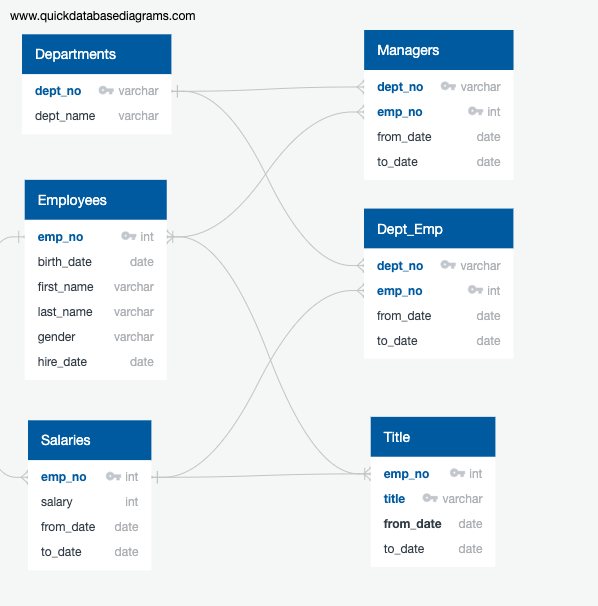 www.quickdatabasediagrams.com
Departments
dept_no varchar
dept_name varchar
Managers
dept_no varchar
emp_no int
from_date date
to_date date
Employees
emp_no int
birth_date date
first_name varchar
last_name varchar
gender varchar
hire_date date
Dept_Emp
dept_no varchar
emp_no int
from_date date
to_date date
Salaries
emp_no int
salary int
from_date date
to_date date
Title
emp_no int
title varchar
from_date date
to_date date